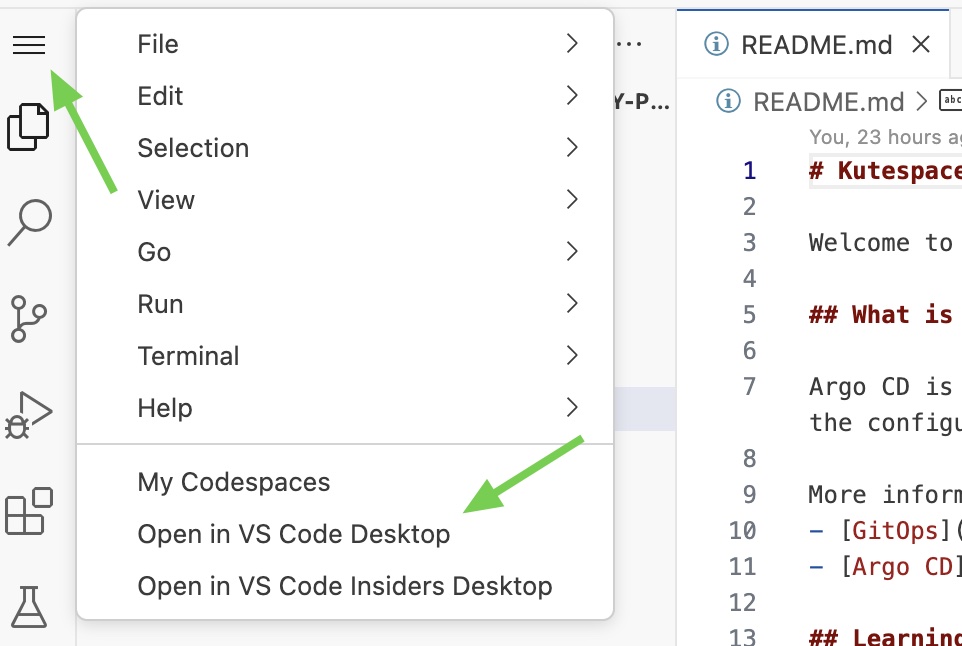 File
Edit
Selection
View
Go
Run
Terminal
Help
My Codespaces
Open in VS Code Desktop
Open in VS Code Insiders Desktop
...
Y-P...
README.md
README.md > abc
You, 23 hours ag
1 # Kutespace
2
3 Welcome to
4
5 ## What is
6
7 Argo CD is
the configu
8
9 More inform
10 - [GitOps](
11 - [Argo CD]
12
13 ## Learning